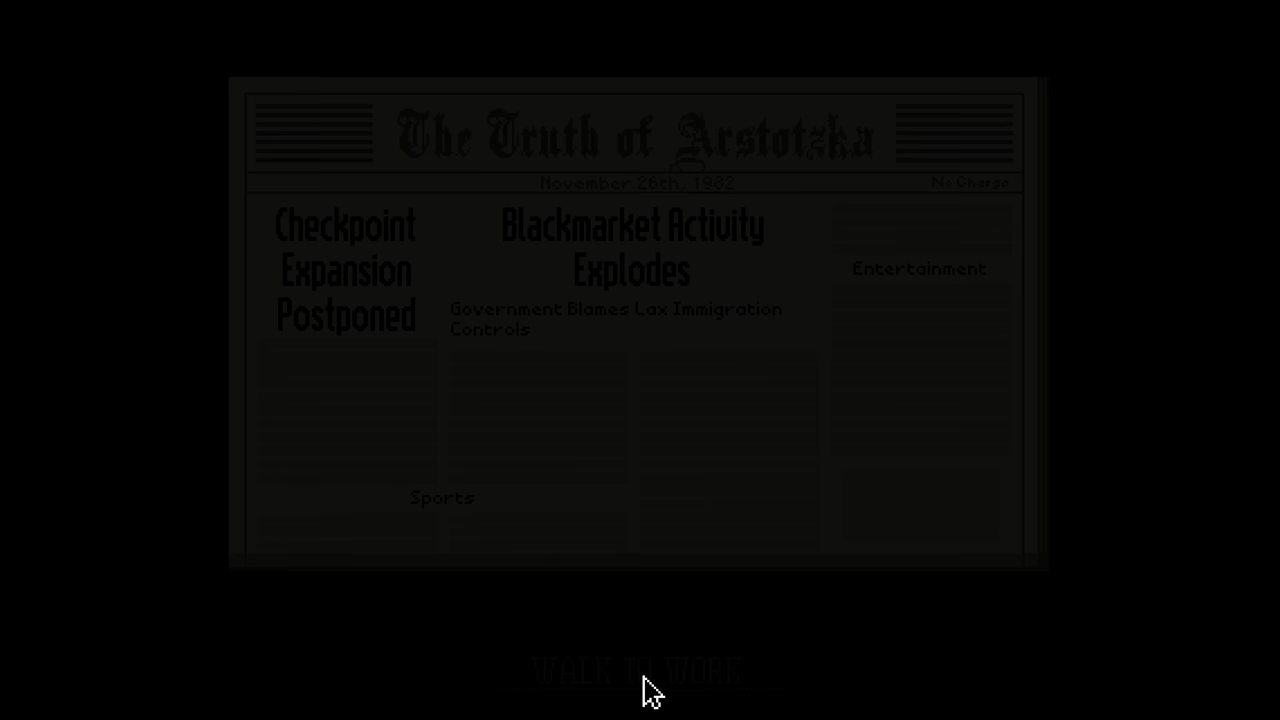 The Truth of Arstotzka
November 26th, 1982
No Charge
Checkpoint
Expansion
Postponed
Blackmarket Activity
Explodes
Government Blames Lax Immigration
Controls
Entertainment
Sports
WALK TO WORK